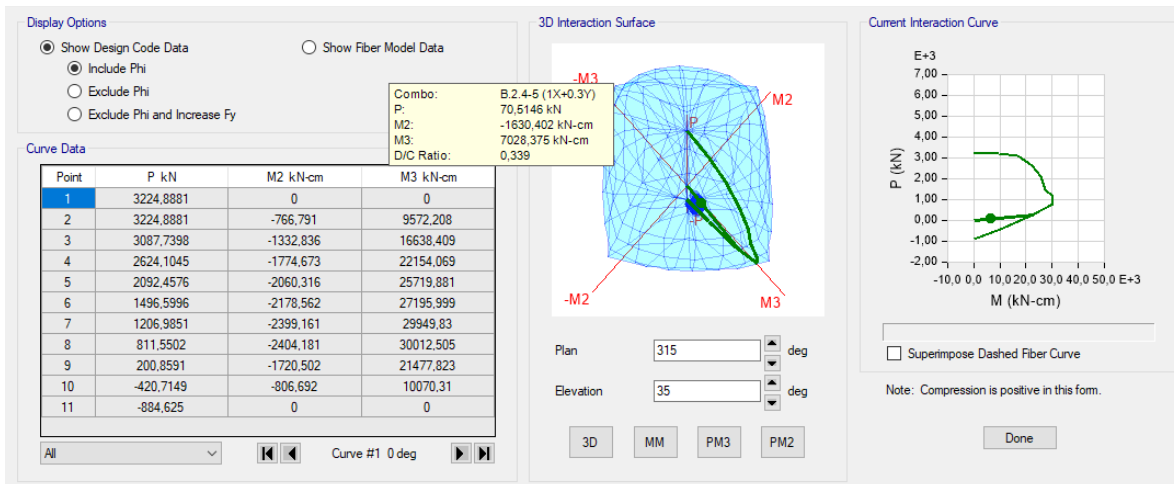 Display Options
Show Design Code Data
Show Fiber Model Data
Include Phi
Exclude Phi
Exclude Phi and Increase Fy
Combo: B.2.4-5 (1X+0.3Y)
P: 70,5146 kN
M2: -1630,402 kN-cm
M3: 7028,375 kN-cm
D/C Ratio: 0,339
Curve Data
Point P kN M2 kN-cm M3 kN-cm
1 3224,8881 0 0
2 3224,8881 -766,791 9572,208
3 3087,7398 -1332,836 16638,409
4 2624,1045 -1774,673 22154,069
5 2092,4576 -2060,316 25719,881
6 1496,5996 -2178,562 27195,999
7 1206,9851 -2399,161 29949,83
8 811,5502 -2404,181 30012,505
9 200,8591 -1720,502 21477,823
10 -420,7149 -806,692 10070,31
11 -884,625 0 0
All
Curve #1 0 deg
3D Interaction Surface
-M3
M2
P
-P
-M2
M3
Plan 315 deg
Elevation 35 deg
3D MM PM3 PM2
Current Interaction Curve
E+3
7,00
6,00
5,00
4,00
3,00
2,00
1,00
0,00
-1,00
-2,00
P (kN)
-10,0 0,0 10,0 20,0 30,0 40,0 50,0 E+3
M (kN-cm)
Superimpose Dashed Fiber Curve
Note: Compression is positive in this form.
Done